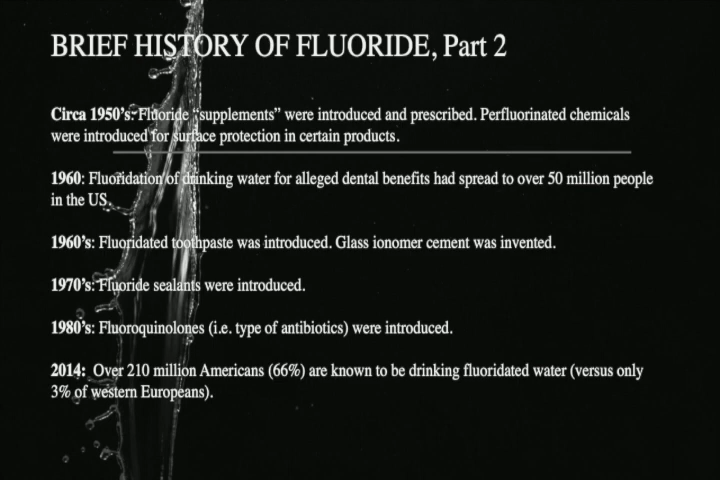 BRIEF HISTORY OF FLUORIDE, Part 2
Circa 1950's: Fluoride “supplements” were introduced and prescribed. Perfluorinated chemicals
were introduced for surface protection in certain products.
1960: Fluoridation of drinking water for alleged dental benefits had spread to over 50 million people
in the US.
1960's: Fluoridated toothpaste was introduced. Glass ionomer cement was invented.
1970's: Fluoride sealants were introduced.
1980's: Fluoroquinolones (i.e. type of antibiotics) were introduced.
2014: Over 210 million Americans (66%) are known to be drinking fluoridated water (versus only
3% of western Europeans).